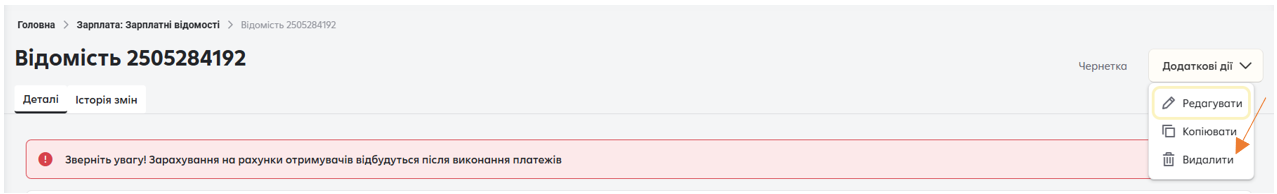 Головна > Зарплата: Зарплатні відомості > Відомість 2505284192
Відомість 2505284192
Чернетка
Додаткові дії
Деталі Історія змін
Редагувати
Копіювати
Видалити
Зверніть увагу! Зарахування на рахунки отримувачів відбудуться після виконання платежів